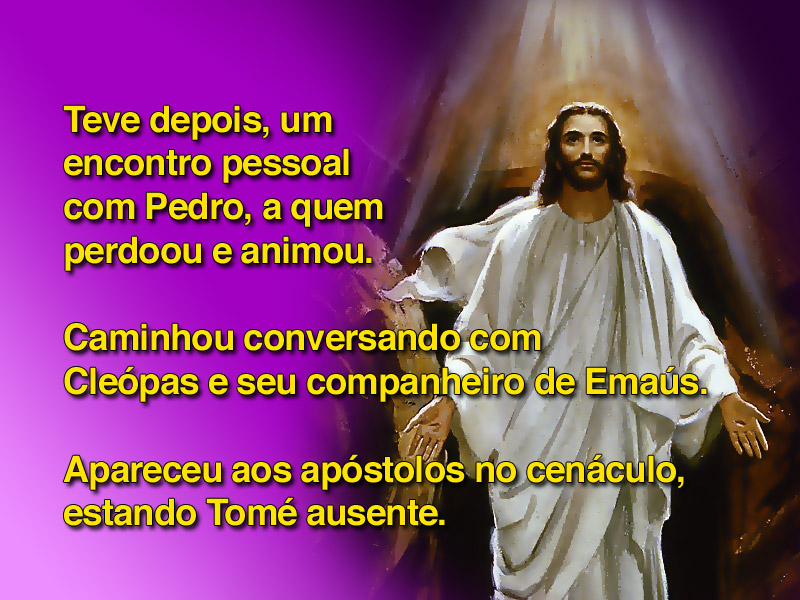 Teve depois, um
encontro pessoal
com Pedro, a quem
perdoou e animou.
Caminhou conversando com
Cleópas e seu companheiro de Emaús.
Apareceu aos apóstolos no cenáculo,
estando Tomé ausente.